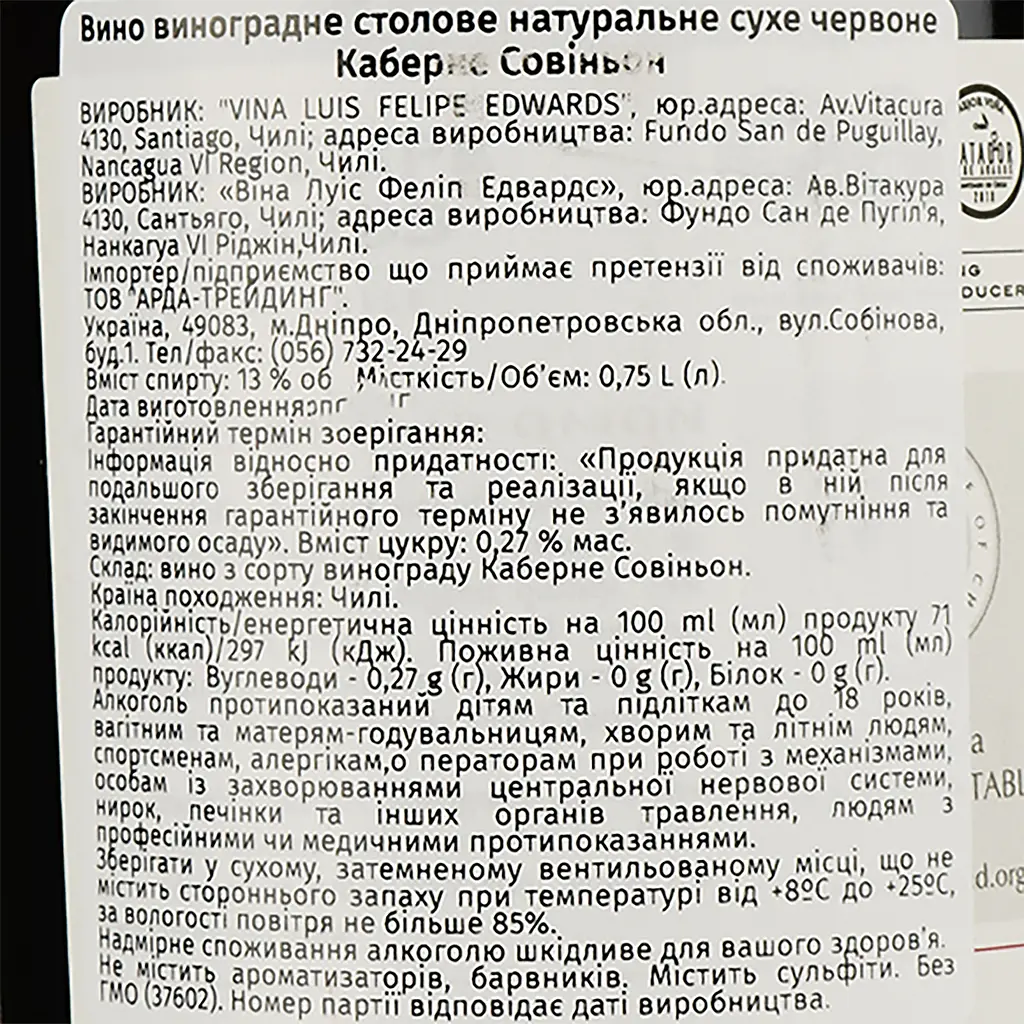 Вино виноградне столове натуральне сухе червоне
Каберне Совіньон
ВИРОБНИК: "VINA LUIS FELIPE EDWARDS", юр.адреса: Av.Vitacura
4130, Santiago, Чилі; адреса виробництва: Fundo San de Puguillay,
Nancagua VI Region, Чилі.
ВИРОБНИК: «Віна Луіс Феліп Едвардс», юр.адреса: Ав.Вітакура
4130, Сантьяго, Чилі; адреса виробництва: Фундо Сан де Пугіл'я,
Нанкагуа VI Ріджін,Чилі.
Імпортер/підприємство що приймає претензії від споживачів:
ТОВ "АРДА-ТРЕЙДИНГ".
Україна, 49083, м.Дніпро, Дніпропетровська обл., вул.Собінова,
буд.1. Тел/факс: (056) 732-24-29
Вміст спирту: 13 % об Місткість/Об'єм: 0,75 L (л).
Дата виготовлення
Гарантійний термін зберігання:
Інформація відносно придатності: «Продукція придатна для
подальшого зберігання та реалізації, якщо в ній після
закінчення гарантійного терміну не з'явилось помутніння та
видимого осаду». Вміст цукру: 0,27 % мас.
Склад: вино з сорту винограду Каберне Совіньон.
Країна походження: Чилі.
Калорійність/енергетична цінність на 100 ml (мл) продукту 71
kcal (ккал)/297 kJ (кДж). Поживна цінність на 100 ml (мл)
продукту: Вуглеводи - 0,27 g (г), Жири - 0 g (г), Білок - 0 g (г).
Алкоголь протипоказаний дітям та підліткам до 18 років,
вагітним та матерям-годувальницям, хворим та літнім людям,
спортсменам, алергікам,о ператорам при роботі з механізмами,
особам із захворюваннями центральної нервової системи,
нирок, печінки та інших органів травлення, людям з
професійними чи медичними протипоказаннями.
Зберігати у сухому, затемненому вентильованому місці, що не
містить стороннього запаху при температурі від +8ºC до +25ºC,
за вологості повітря не більше 85%.
Надмірне споживання алкоголю шкідливе для вашого здоров'я.
Не містить ароматизаторів, барвників. Містить сульфіти. Без
ГМО (37602). Номер партії відповідає даті виробництва.